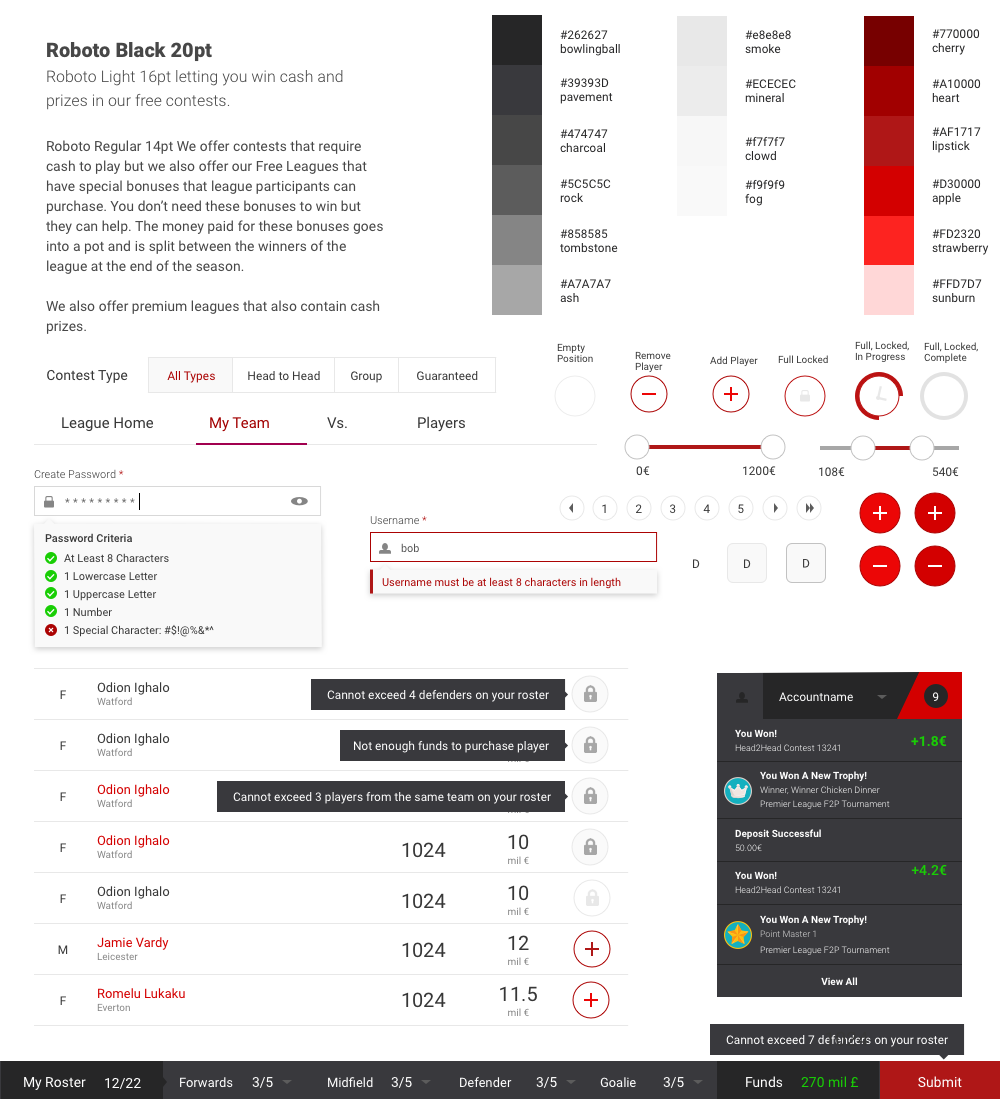 Roboto Black 20pt
Roboto Light 16pt letting you win cash and
prizes in our free contests.
Roboto Regular 14pt We offer contests that require
cash to play but we also offer our Free Leagues that
have special bonuses that league participants can
purchase. You don’t need these bonuses to win but
they can help. The money paid for these bonuses goes
into a pot and is split between the winners of the
league at the end of the season.
We also offer premium leagues that also contain cash
prizes.
#262627
bowlingball
#39393D
pavement
#474747
charcoal
#5C5C5C
rock
#858585
tombstone
#A7A7A7
ash
#e8e8e8
smoke
#ECECEC
mineral
#f7f7f7
clowd
#f9f9f9
fog
#770000
cherry
#A10000
heart
#AF1717
lipstick
#D30000
apple
#FD2320
strawberry
#FFD7D7
sunburn
Contest Type
All Types
Head to Head
Group
Guaranteed
League Home
My Team
Vs.
Players
Empty
Position
Remove
Player
Add Player
Full Locked
Full, Locked,
In Progress
Full, Locked,
Complete
0€
1200€
108€
540€
1
2
3
4
5
D
D
D
Create Password *
*********
Password Criteria
At Least 8 Characters
1 Lowercase Letter
1 Uppercase Letter
1 Number
1 Special Character: #$!@%&*^
Username *
bob
Username must be at least 8 characters in length
F
Odion Ighalo
Watford
Cannot exceed 4 defenders on your roster
F
Odion Ighalo
Watford
Not enough funds to purchase player
F
Odion Ighalo
Watford
Cannot exceed 3 players from the same team on your roster
F
Odion Ighalo
Watford
1024
10
mil €
F
Odion Ighalo
Watford
1024
10
mil €
M
Jamie Vardy
Leicester
1024
12
mil €
F
Romelu Lukaku
Everton
1024
11.5
mil €
Accountname
9
You Won!
Head2Head Contest 13241
+1.8€
You Won A New Trophy!
Winner, Winner Chicken Dinner
Premier League F2P Tournament
Deposit Successful
50.00€
You Won!
Head2Head Contest 13241
+4.2€
You Won A New Trophy!
Point Master 1
Premier League F2P Tournament
View All
Cannot exceed 7 defenders on your roster
My Roster 12/22
Forwards 3/5
Midfield 3/5
Defender 3/5
Goalie 3/5
Funds 270 mil £
Submit